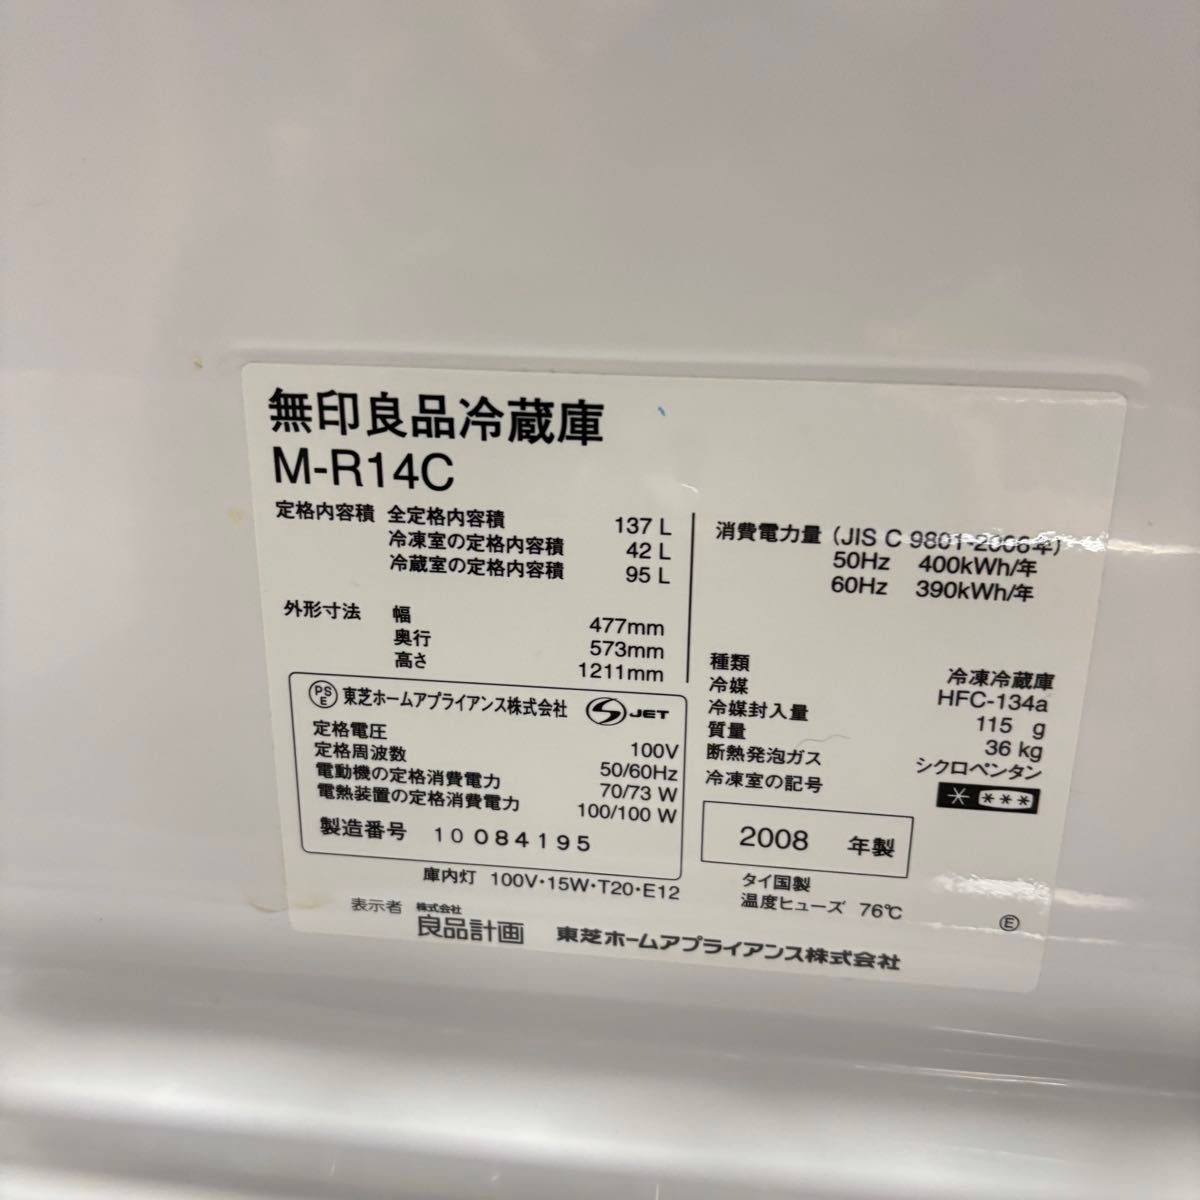 無印良品冷蔵庫
M-R14C
定格内容積 全定格内容積 137 L
冷凍室の定格内容積 42 L
冷蔵室の定格内容積 95 L
外形寸法 幅 477mm
奥行 573mm
高さ 1211mm
消費電力量 (JIS C 9801-2006年)
50Hz 400kWh/年
60Hz 390kWh/年
種類 冷凍冷蔵庫
冷媒 HFC-134a
冷媒封入量 115 g
質量 36 kg
断熱発泡ガス シクロペンタン
冷凍室の記号 * ***
PS E 東芝ホームアプライアンス株式会社 JET
定格電圧 100V
定格周波数 50/60Hz
電動機の定格消費電力 70/73 W
電熱装置の定格消費電力 100/100 W
製造番号 10084195
2008 年製
庫内灯 100V・15W・T20・E12
タイ国製
温度ヒューズ 76℃
Ⓔ
表示者 株式会社 良品計画 東芝ホームアプライアンス株式会社